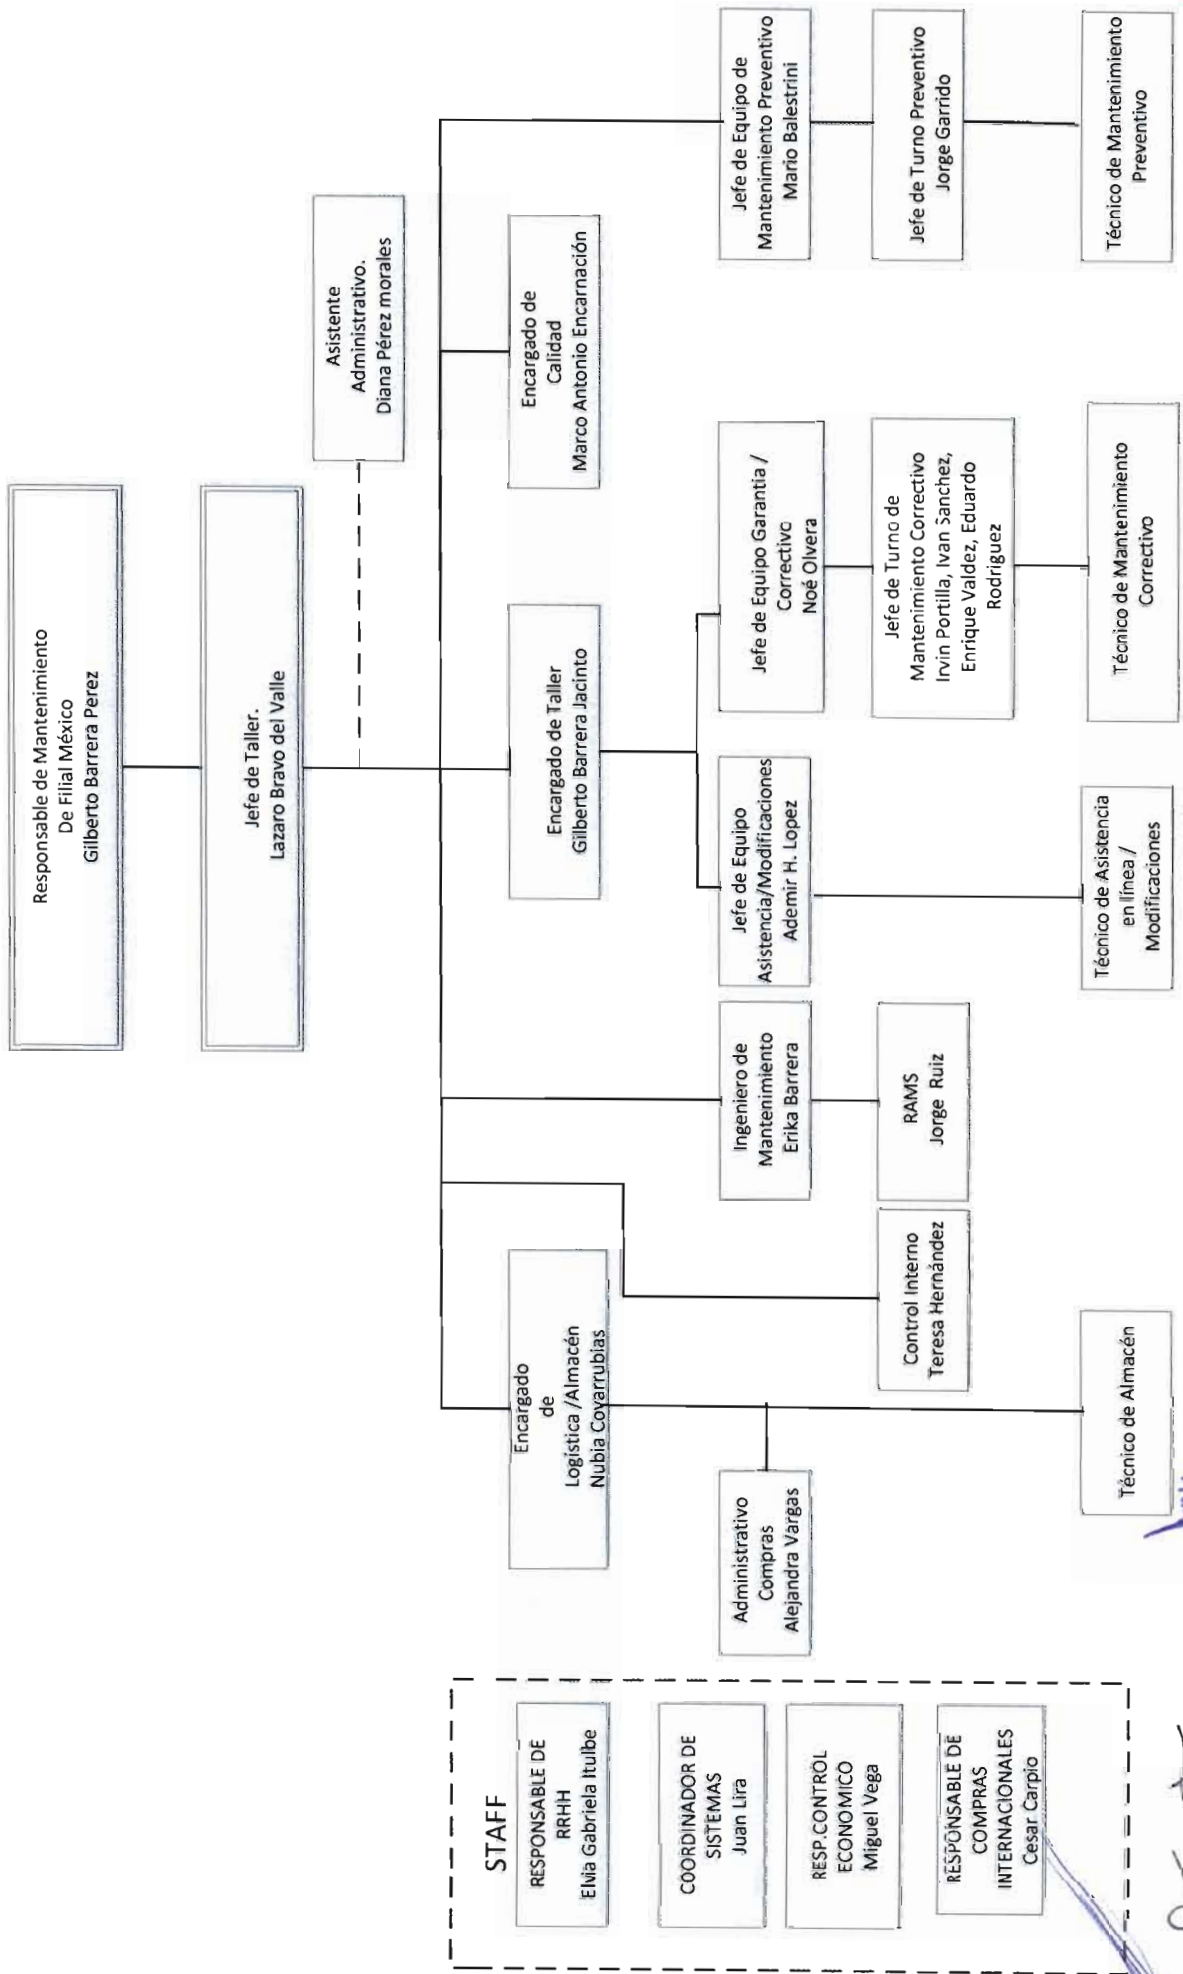 Responsable de Mantenimiento
De Filial México
Gilberto Barrera Perez
Jefe de Taller.
Lazaro Bravo del Valle
Asistente
Administrativo.
Diana Pérez morales
STAFF
RESPONSABLE DE
RRHH
Elvia Gabriela Itulbe
COORDINADOR DE
SISTEMAS
Juan Lira
RESP.CONTROL
ECONOMICO
Miguel Vega
RESPONSABLE DE
COMPRAS
INTERNACIONALES
Cesar Carpio
Encargado
de
Logística /Almacén
Nubia Covarrubias
Administrativo
Compras
Alejandra Vargas
Técnico de Almacén
Control Interno
Teresa Hernández
Ingeniero de
Mantenimiento
Erika Barrera
RAMS
Jorge Ruiz
Encargado de Taller
Gilberto Barrera Jacinto
Jefe de Equipo
Asistencia/Modificaciones
Ademir H. Lopez
Técnico de Asistencia
en línea /
Modificaciones
Jefe de Equipo Garantia /
Correctivo
Noé Olvera
Jefe de Turno de
Mantenimiento Correctivo
Irvin Portilla, Ivan Sanchez,
Enrique Valdez, Eduardo
Rodriguez
Técnico de Mantenimiento
Correctivo
Encargado de
Calidad
Marco Antonio Encarnación
Jefe de Equipo de
Mantenimiento Preventivo
Mario Balestrini
Jefe de Turno Preventivo
Jorge Garrido
Técnico de Mantenimiento
Preventivo